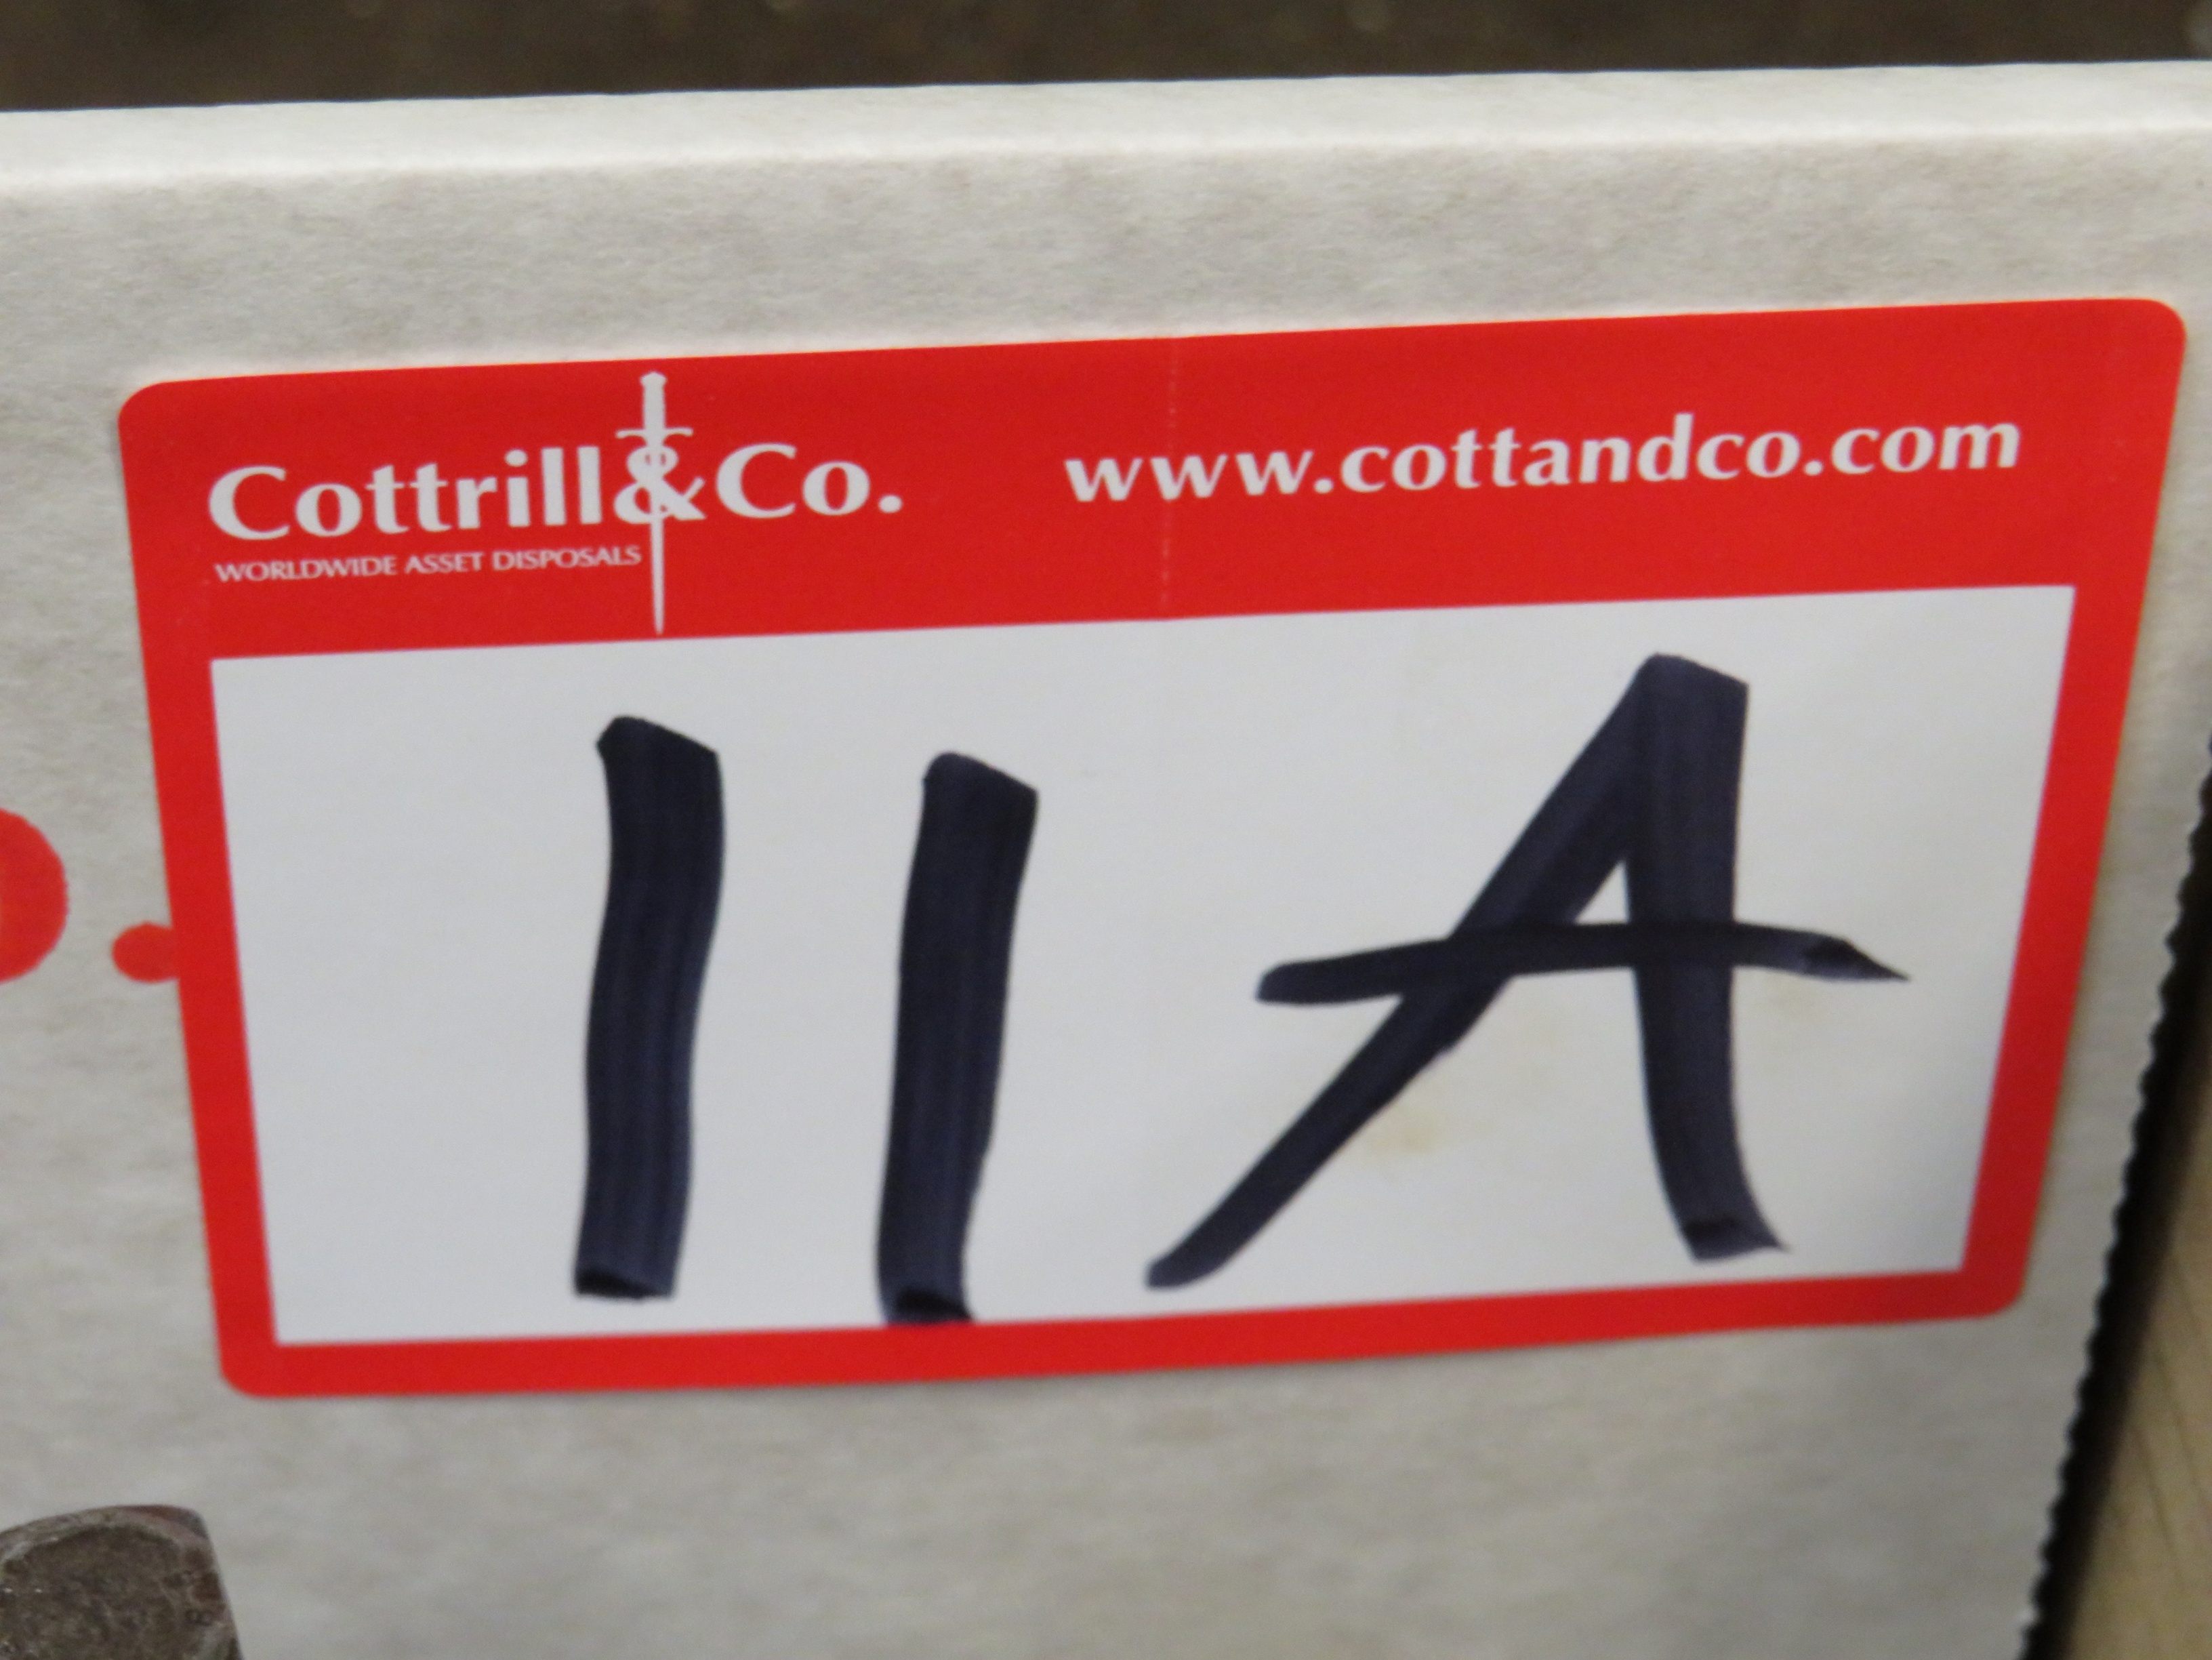 Cottrill&Co. www.cottandco.com
WORLDWIDE ASSET DISPOSALS
11A